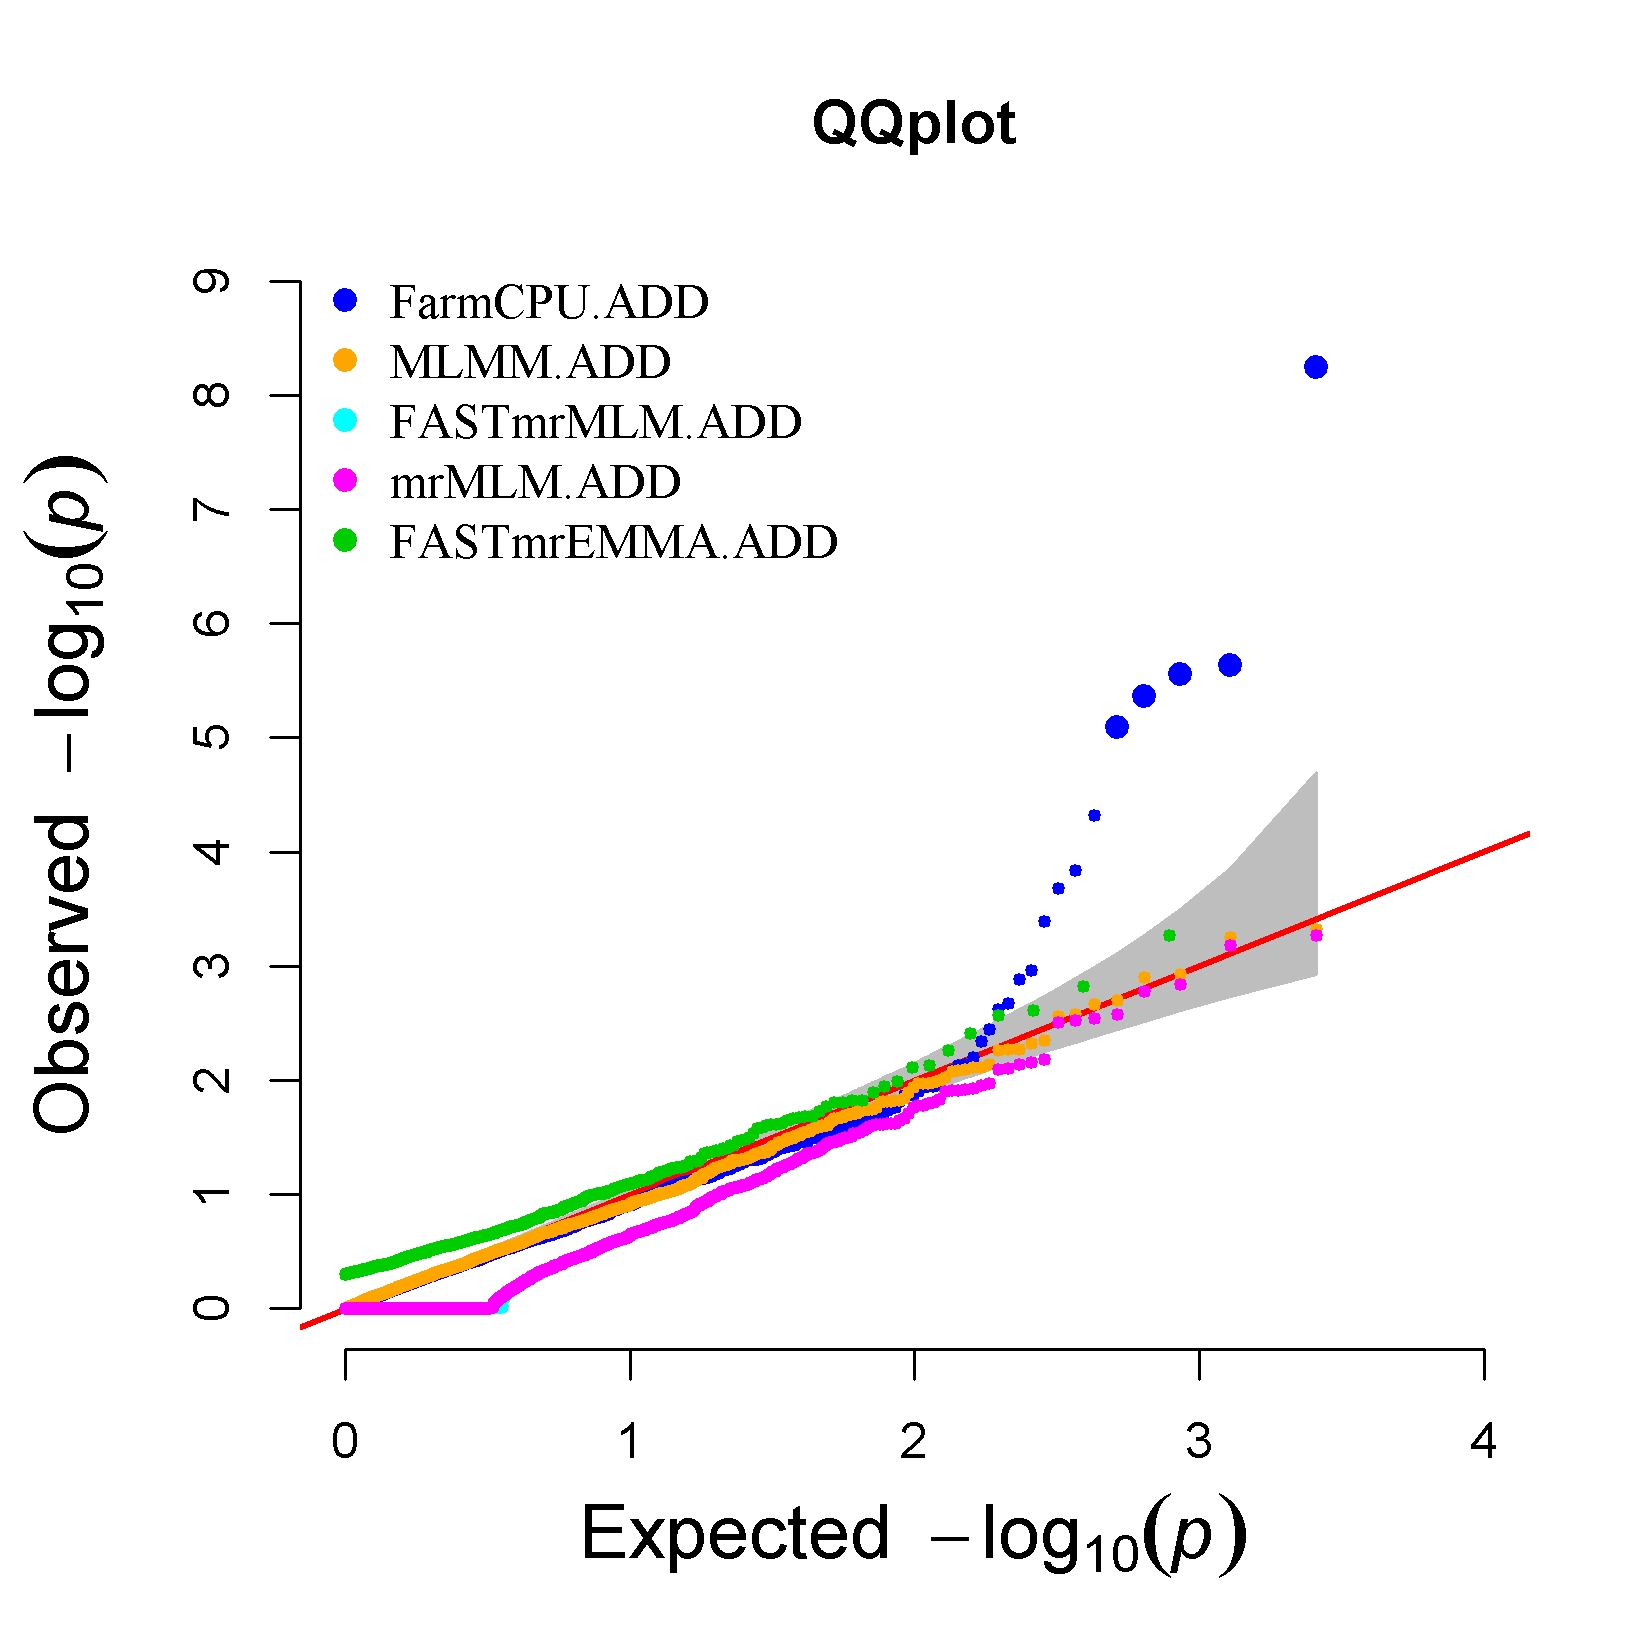 QQplot
9
8
7
6
5
4
3
2
1
0
Observed −log10(p)
FarmCPU.ADD
MLMM.ADD
FASTmrMLM.ADD
mrMLM.ADD
FASTmrEMMA.ADD
0 1 2 3 4
Expected −log10(p)